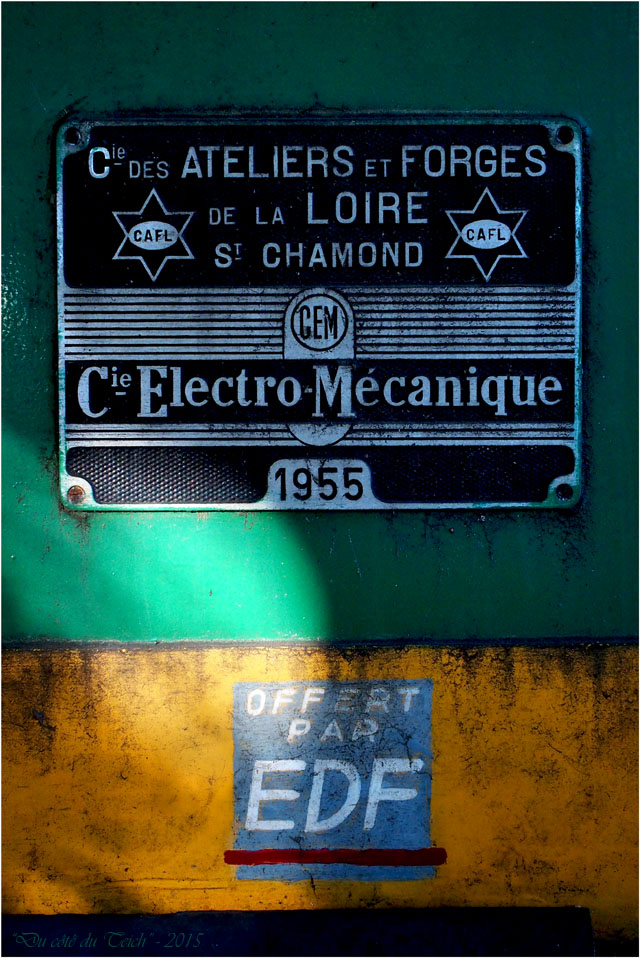 Cie DES ATELIERS ET FORGES
DE LA LOIRE
CAFL
CAFL
ST CHAMOND
CEM
Cie Electro-Mécanique
1955
OFFERT
PAR
EDF
"Du côté du Teich" - 2015